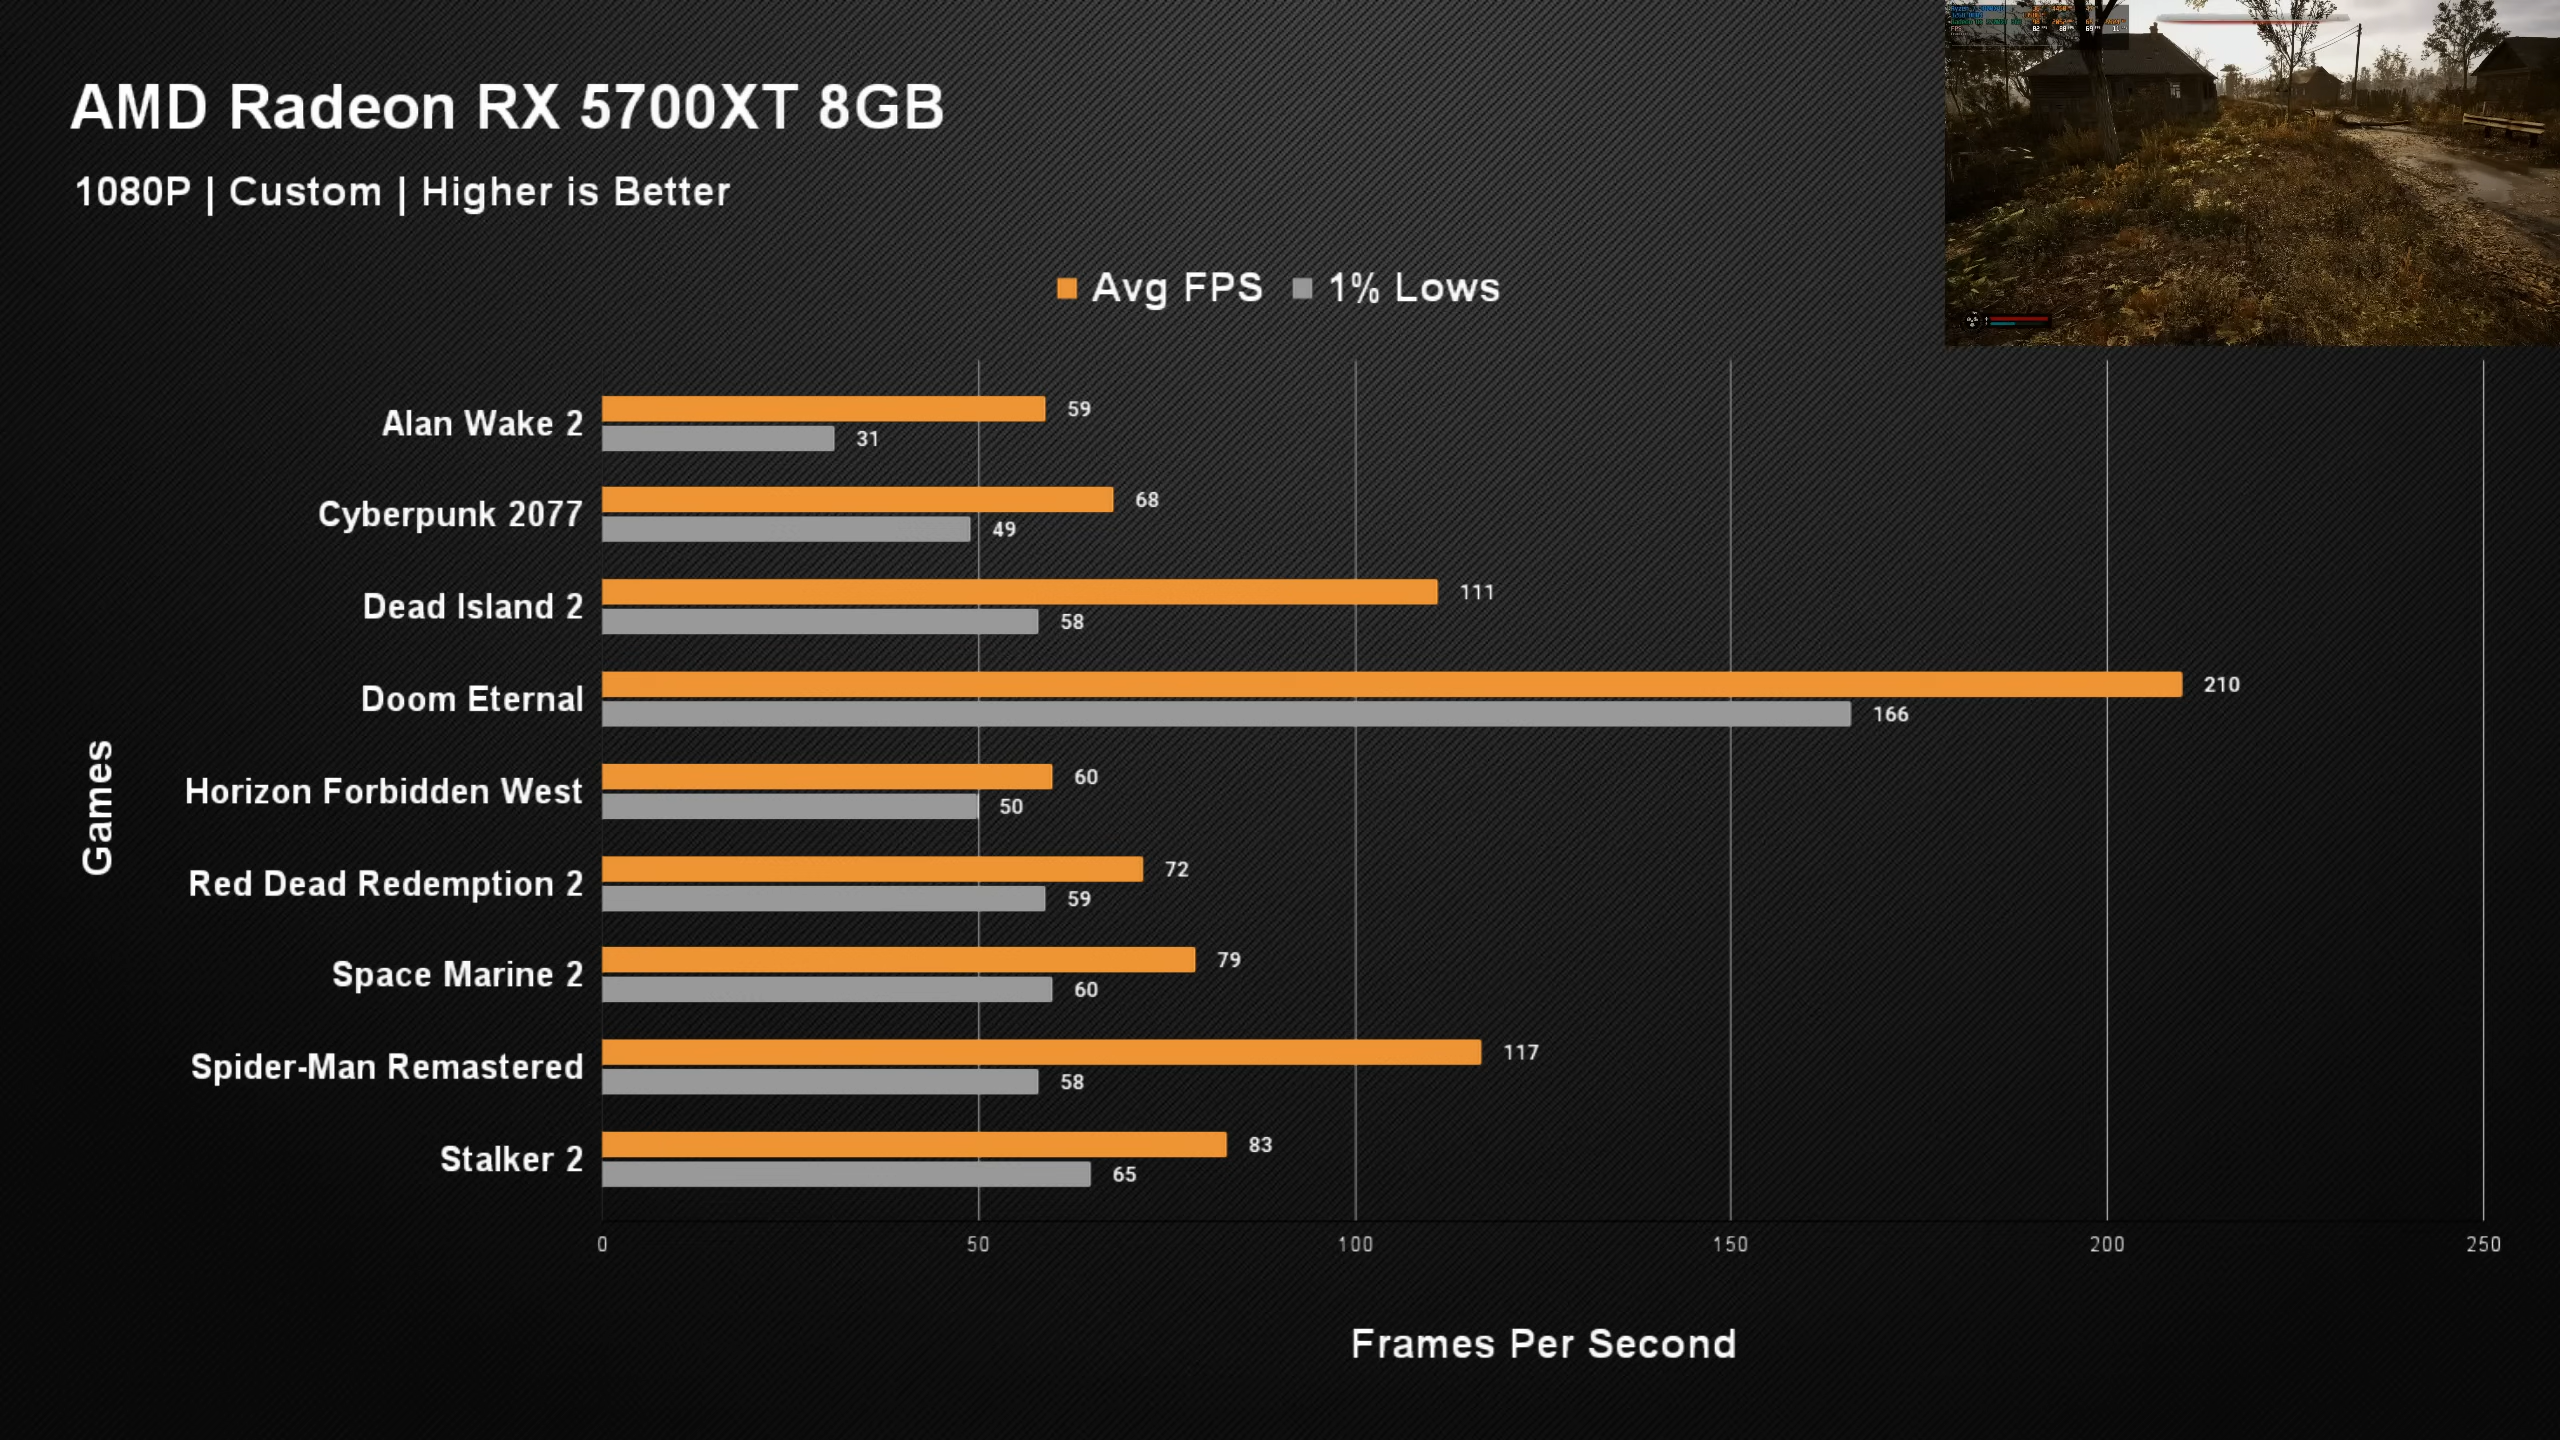 AMD Radeon RX 5700XT 8GB
1080P | Custom | Higher is Better
Avg FPS 1% Lows
Games
Alan Wake 2 59
31
Cyberpunk 2077 68
49
Dead Island 2 111
58
Doom Eternal 210
166
Horizon Forbidden West 60
50
Red Dead Redemption 2 72
59
Space Marine 2 79
60
Spider-Man Remastered 117
58
Stalker 2 83
65
0 50 100 150 200 250
Frames Per Second